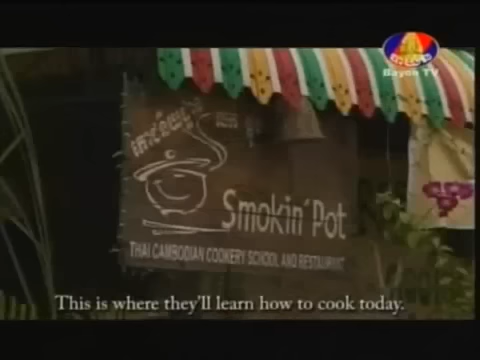 Bayon TV
Smokin' Pot
THAI CAMBODIAN COOKERY SCHOOL AND RESTAURANT
This is where they'll learn how to cook today.